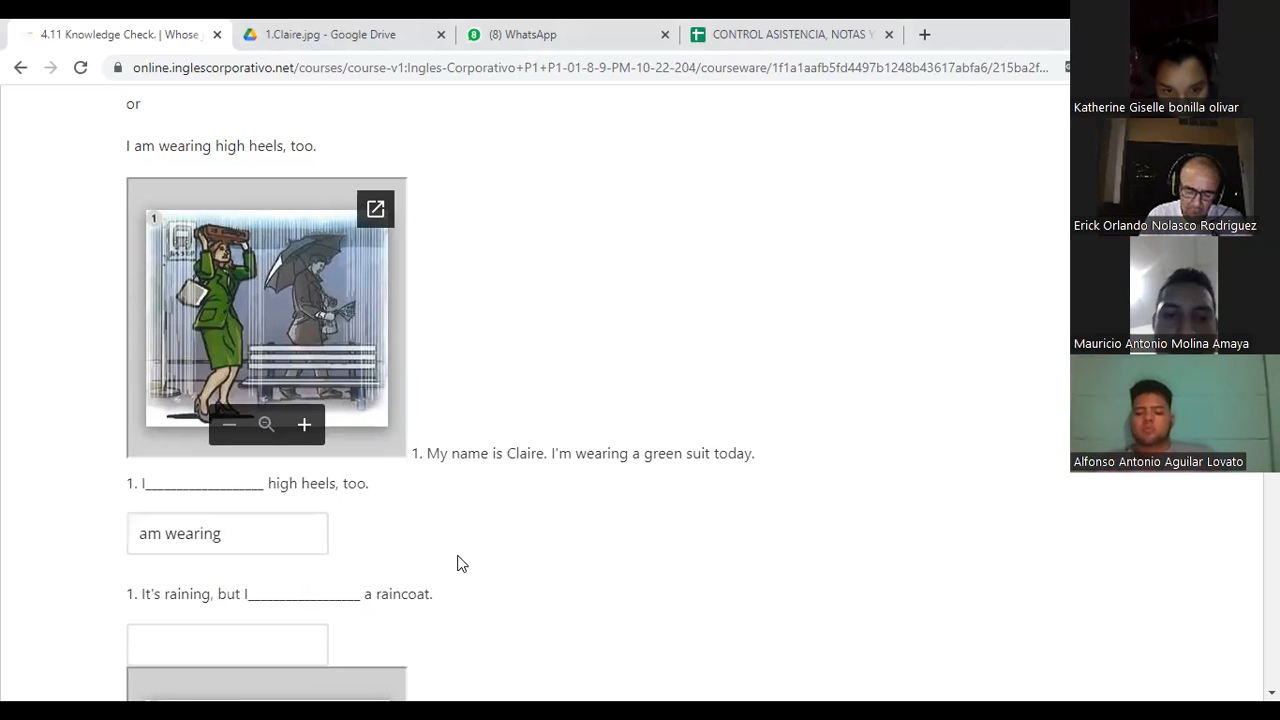 4.11 Knowledge Check. | Whose
1.Claire.jpg - Google Drive
(8) WhatsApp
CONTROL ASISTENCIA, NOTAS Y
online.inglescorporativo.net/courses/course-v1:Ingles-Corporativo+P1+P1-01-8-9-PM-10-22-204/courseware/1f1a1aafb5fd4497b1248b43617abfa6/215ba2f...
or
I am wearing high heels, too.
1
1. My name is Claire. I'm wearing a green suit today.
1. I__________________ high heels, too.
am wearing
1. It's raining, but I_________________ a raincoat.
Katherine Giselle bonilla olivar
Erick Orlando Nolasco Rodriguez
Mauricio Antonio Molina Amaya
Alfonso Antonio Aguilar Lovato